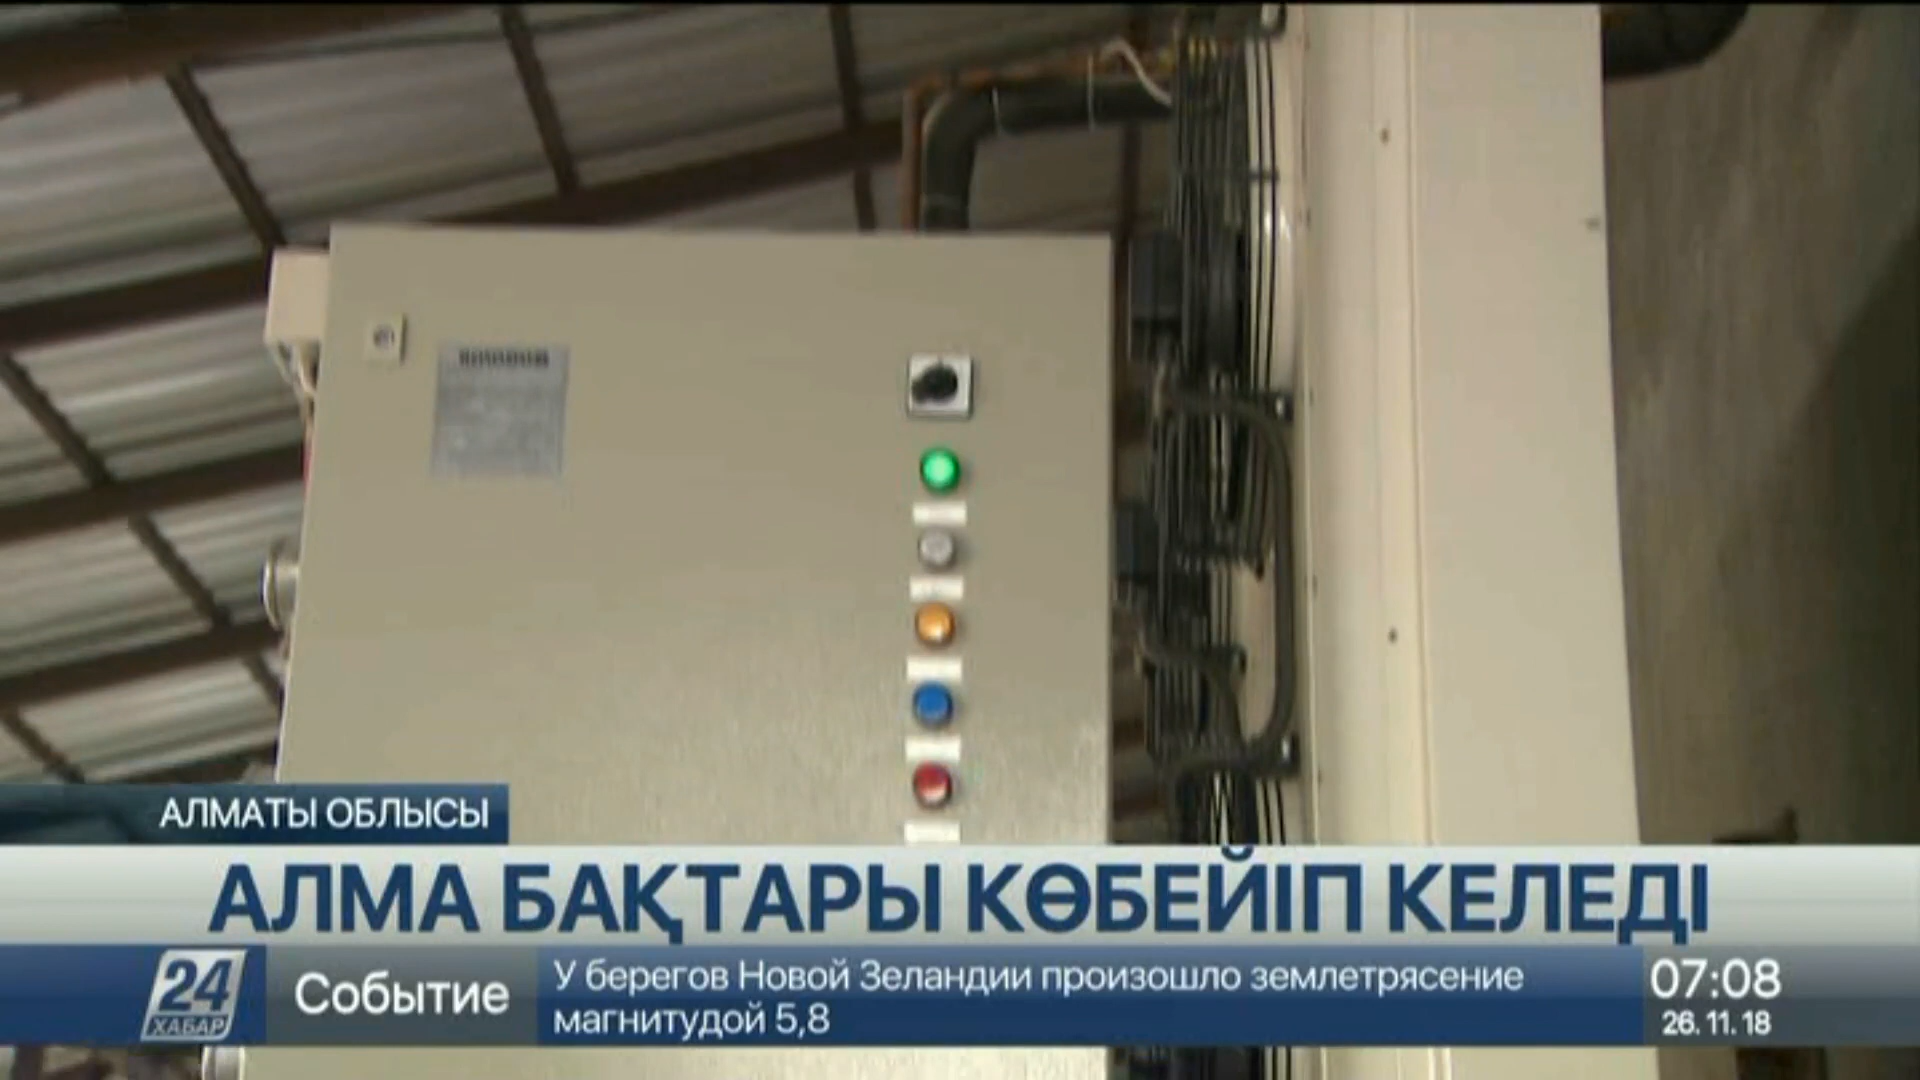 АЛМАТЫ ОБЛЫСЫ
АЛМА БАҚТАРЫ КӨБЕЙІП КЕЛЕДІ
24
ХАБАР
Событие
У берегов Новой Зеландии произошло землетрясение
магнитудой 5,8
07:08
26.11.18